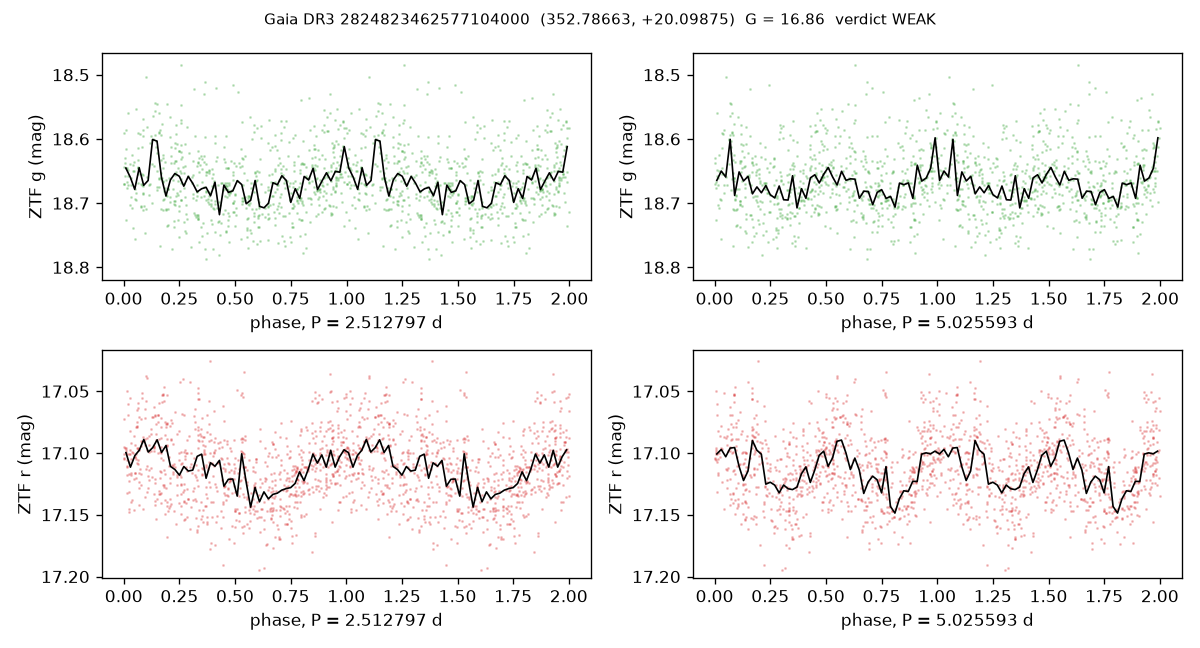 Gaia DR3 2824823462577104000 (352.78663, +20.09875) G = 16.86 verdict WEAK
ZTF g (mag)
18.5
18.6
18.7
18.8
0.00 0.25 0.50 0.75 1.00 1.25 1.50 1.75 2.00
phase, P = 2.512797 d
ZTF g (mag)
18.5
18.6
18.7
18.8
0.00 0.25 0.50 0.75 1.00 1.25 1.50 1.75 2.00
phase, P = 5.025593 d
ZTF r (mag)
17.05
17.10
17.15
17.20
0.00 0.25 0.50 0.75 1.00 1.25 1.50 1.75 2.00
phase, P = 2.512797 d
ZTF r (mag)
17.05
17.10
17.15
17.20
0.00 0.25 0.50 0.75 1.00 1.25 1.50 1.75 2.00
phase, P = 5.025593 d